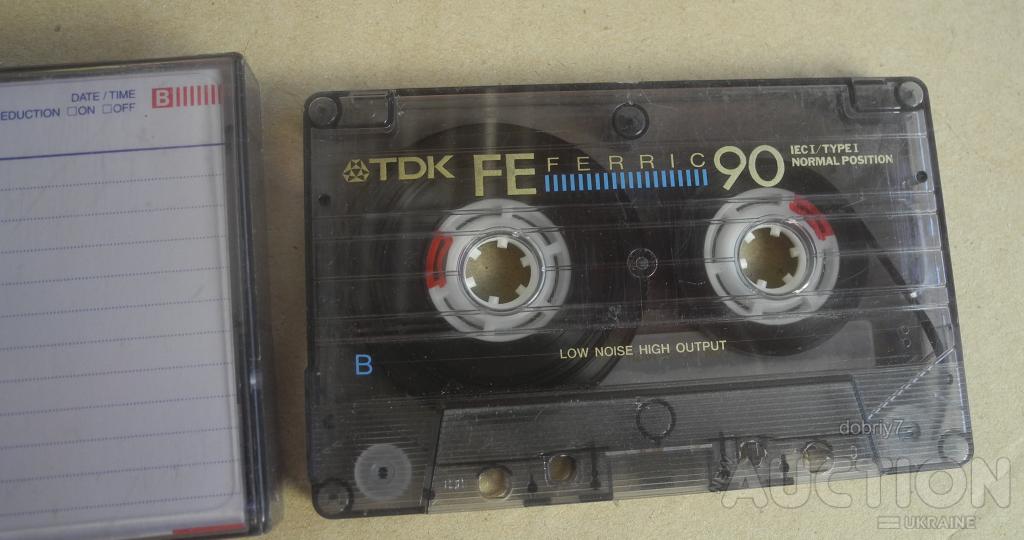 DATE / TIME
B
EDUCTION □ON □OFF
TDK FE FERRIC 90
IEC I / TYPE I
NORMAL POSITION
LOW NOISE HIGH OUTPUT
B
dobriy7
AUCTION
UKRAINE